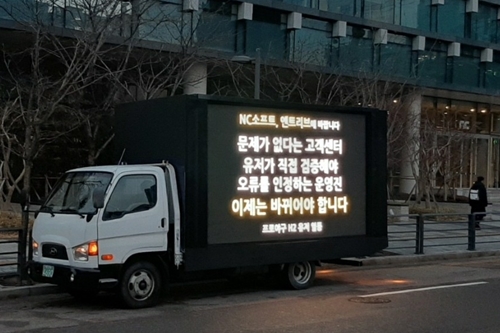 NC소프트, 엔트리브에 바랍니다
문제가 없다는 고객센터
유저가 직접 검증해야
오류를 인정하는 운영진
이제는 바뀌어야 합니다
프로야구 H2 유저 일동
nc